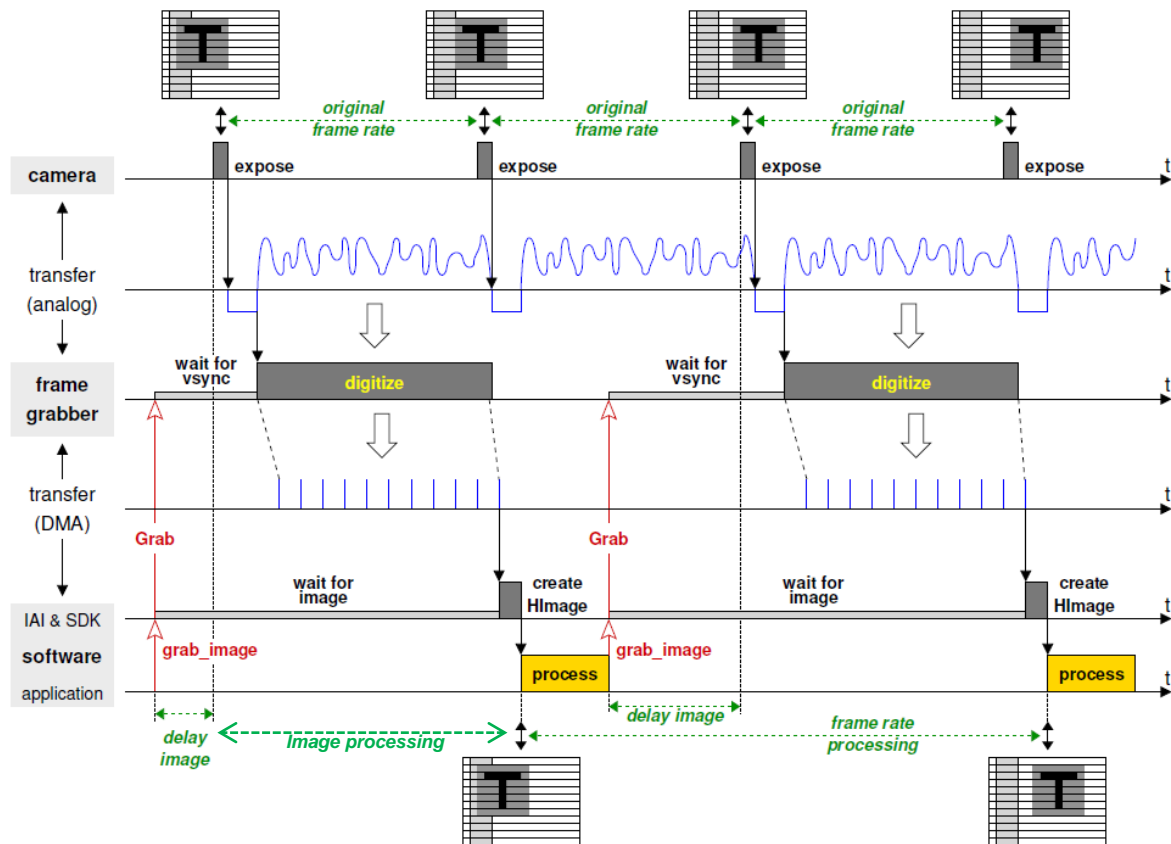 T
T
T
T
original
frame rate
original
frame rate
original
frame rate
camera
expose
expose
expose
expose
t
transfer
(analog)
t
wait for
vsync
wait for
vsync
frame
grabber
digitize
digitize
t
transfer
(DMA)
t
Grab
Grab
wait for
image
create
HImage
wait for
image
create
HImage
t
IAI & SDK
software
application
grab_image
grab_image
process
process
t
delay
image
Image processing
delay image
frame rate
processing
T
T